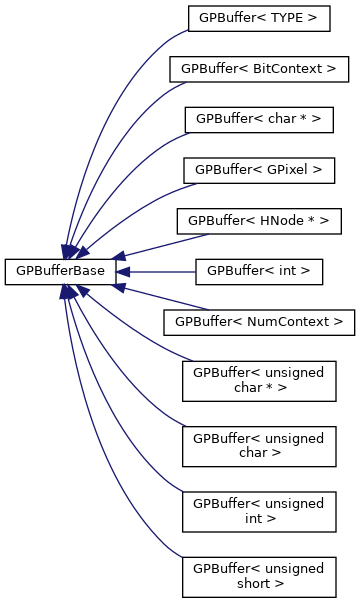 GPBuffer< TYPE >
GPBuffer< BitContext >
GPBuffer< char * >
GPBuffer< GPixel >
GPBuffer< HNode * >
GPBufferBase
GPBuffer< int >
GPBuffer< NumContext >
GPBuffer< unsigned
char * >
GPBuffer< unsigned
char >
GPBuffer< unsigned
int >
GPBuffer< unsigned
short >